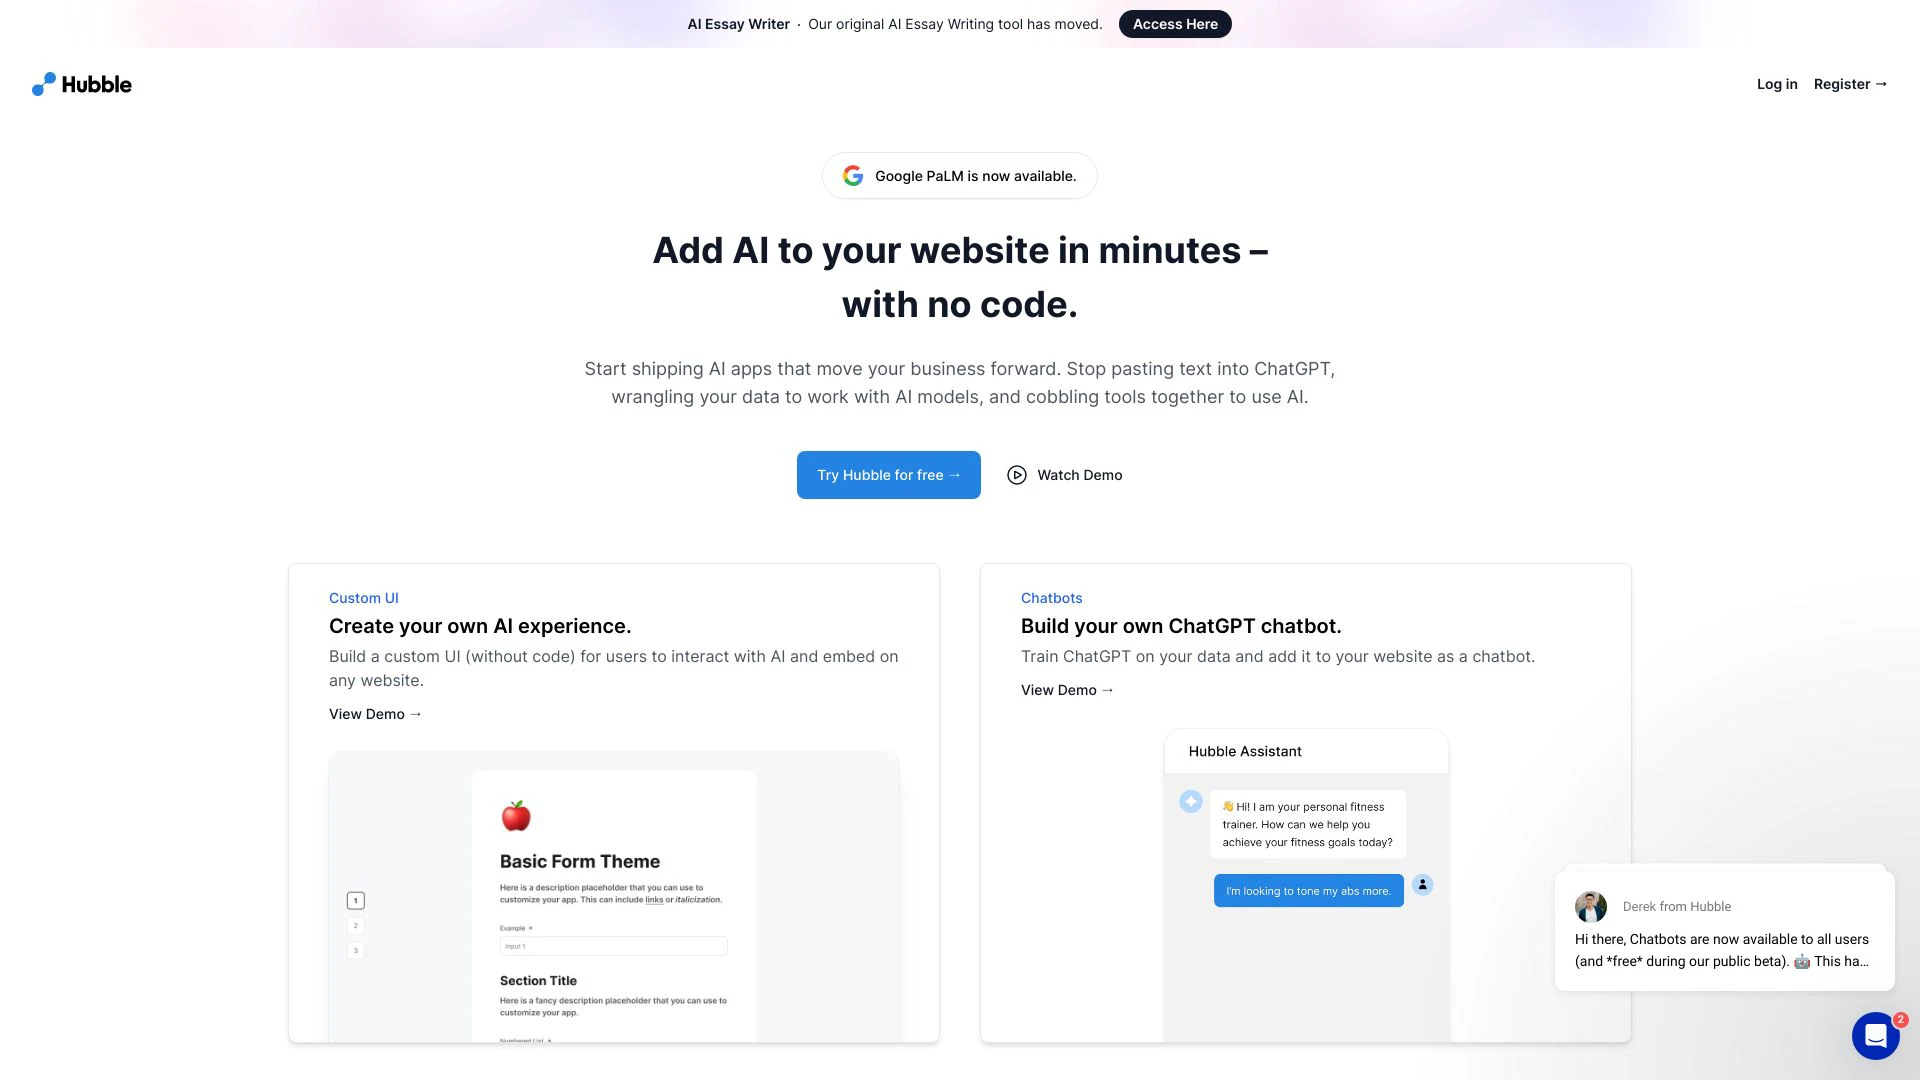 AI Essay Writer · Our original AI Essay Writing tool has moved. Access Here
Hubble
Log in Register →
Google PaLM is now available.
Add AI to your website in minutes –
with no code.
Start shipping AI apps that move your business forward. Stop pasting text into ChatGPT,
wrangling your data to work with AI models, and cobbling tools together to use AI.
Try Hubble for free → Watch Demo
Custom UI
Create your own AI experience.
Build a custom UI (without code) for users to interact with AI and embed on
any website.
View Demo →
1
2
3
Basic Form Theme
Here is a description placeholder that you can use to
customize your app. This can include links or italicization.
Example *
Input 1
Section Title
Here is a fancy description placeholder that you can use to
customize your app.
Numbered List *
Chatbots
Build your own ChatGPT chatbot.
Train ChatGPT on your data and add it to your website as a chatbot.
View Demo →
Hubble Assistant
👋 Hi! I am your personal fitness
trainer. How can we help you
achieve your fitness goals today?
I'm looking to tone my abs more.
Derek from Hubble
Hi there, Chatbots are now available to all users
(and *free* during our public beta). 🤖 This ha...
2